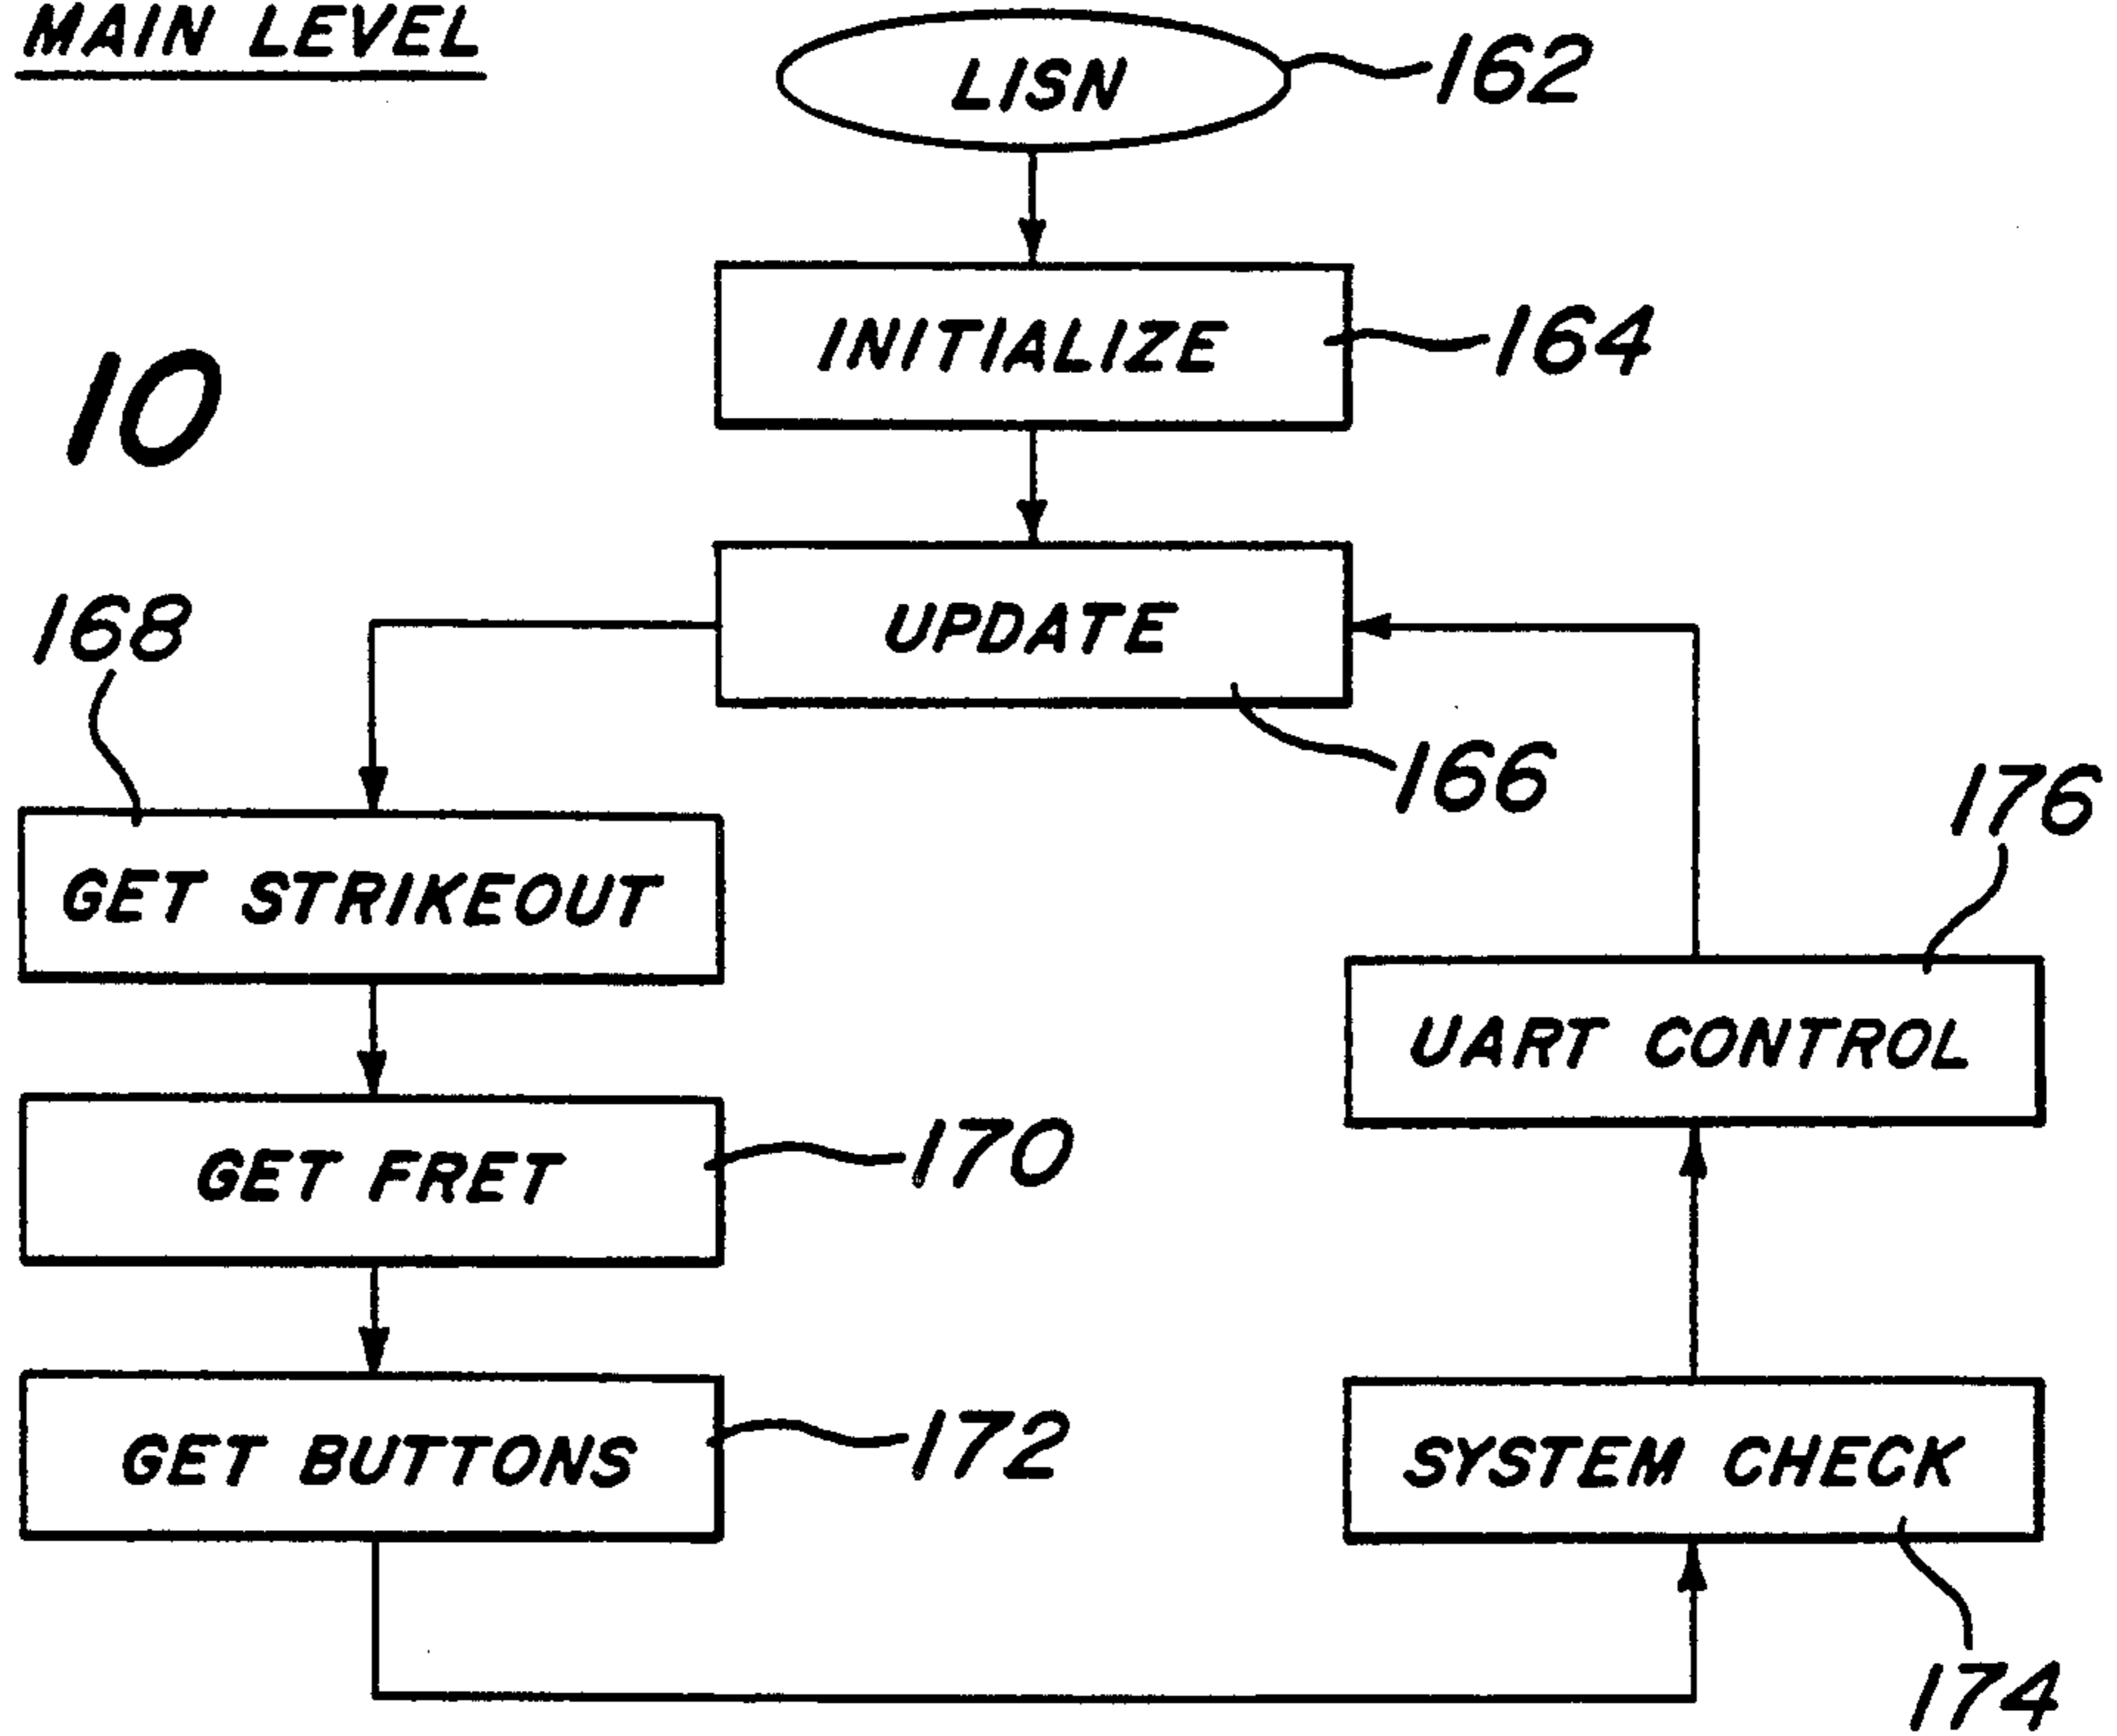 MAIN LEVEL
LISN
162
INITIALIZE
164
10
UPDATE
168
166
176
GET STRIKEOUT
UART CONTROL
GET FRET
170
GET BUTTONS
172
SYSTEM CHECK
174